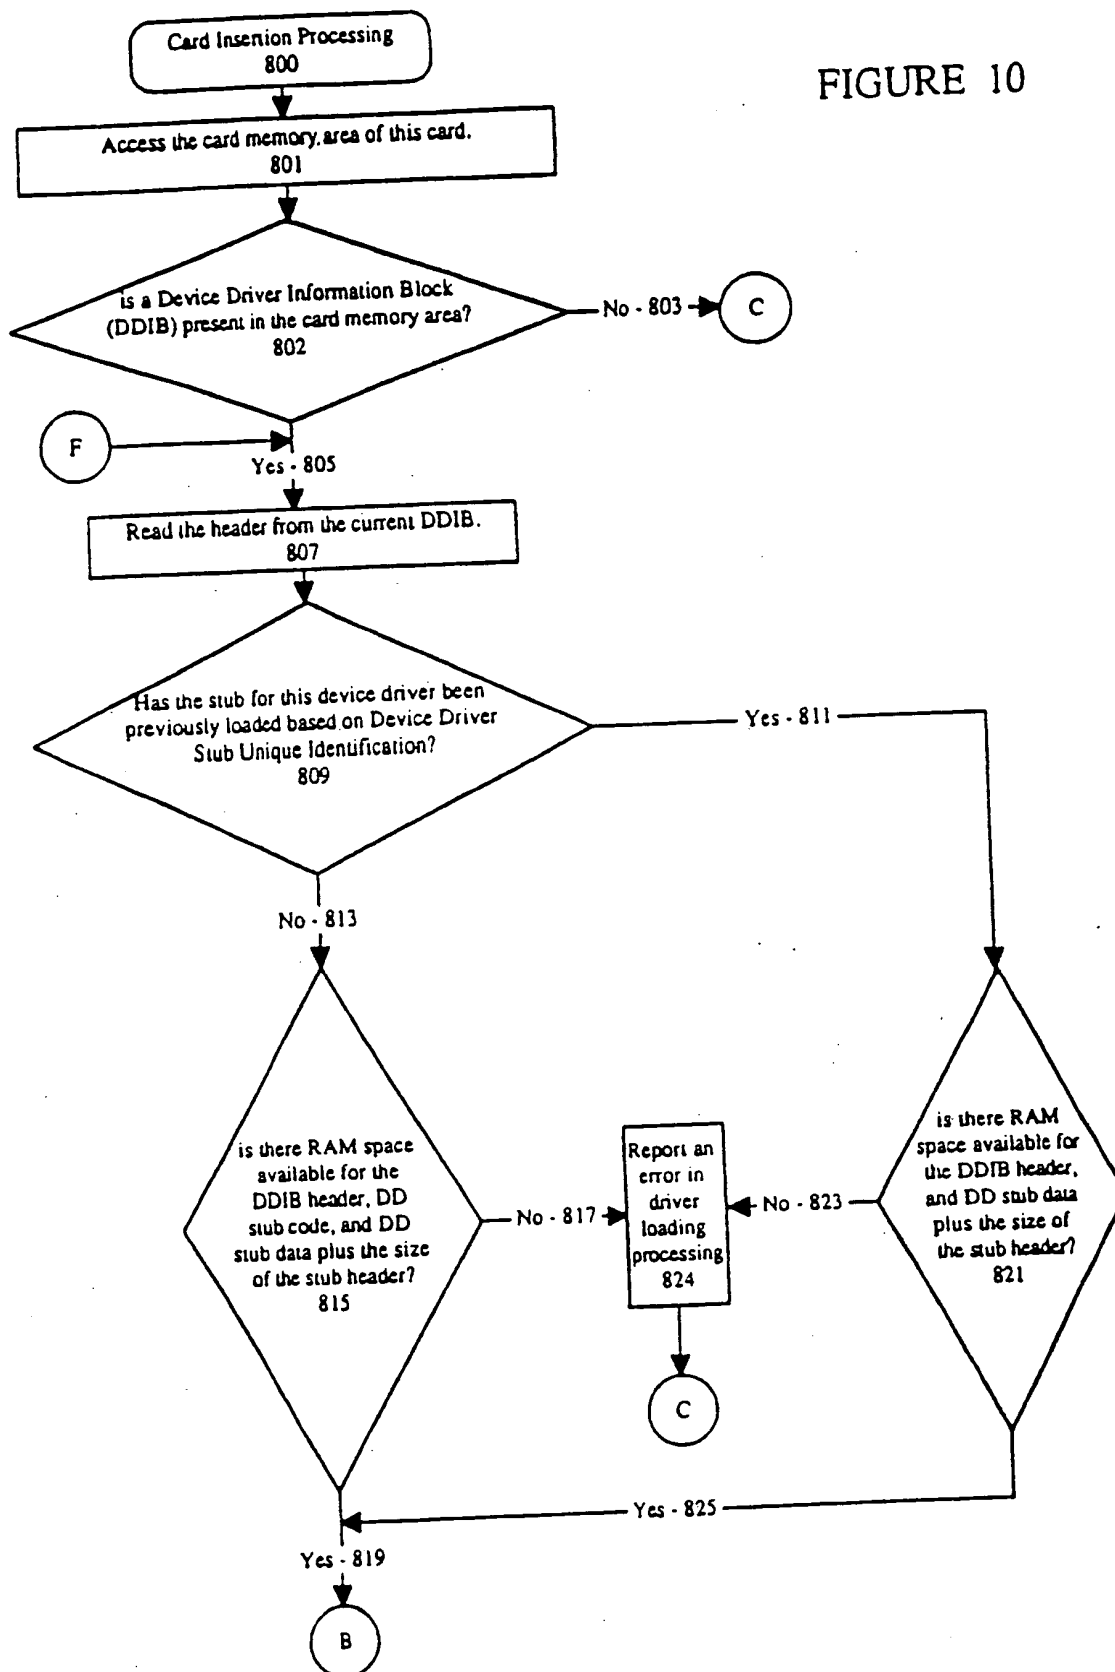 Card Insertion Processing
800
FIGURE 10
Access the card memory area of this card.
801
is a Device Driver Information Block
(DDIB) present in the card memory area?
802
No - 803
C
F
Yes - 805
Read the header from the current DDIB.
807
Has the stub for this device driver been
previously loaded based on Device Driver
Stub Unique Identification?
809
Yes - 811
No - 813
is there RAM space
available for the
DDIB header, DD
stub code, and DD
stub data plus the size
of the stub header?
815
No - 817
Report an
error in
driver
loading
processing
824
No - 823
is there RAM
space available for
the DDIB header,
and DD stub data
plus the size of
the stub header?
821
C
Yes - 825
Yes - 819
B